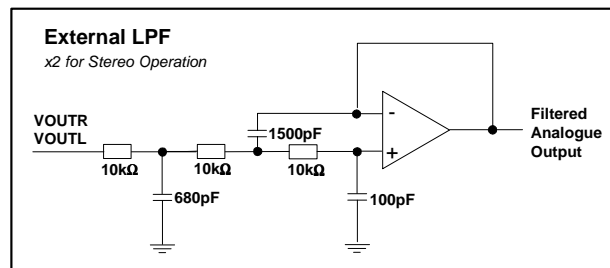 External LPF
x2 for Stereo Operation
VOUTR
VOUTL
10kΩ
10kΩ
10kΩ
1500pF
680pF
100pF
-
+
Filtered
Analogue
Output